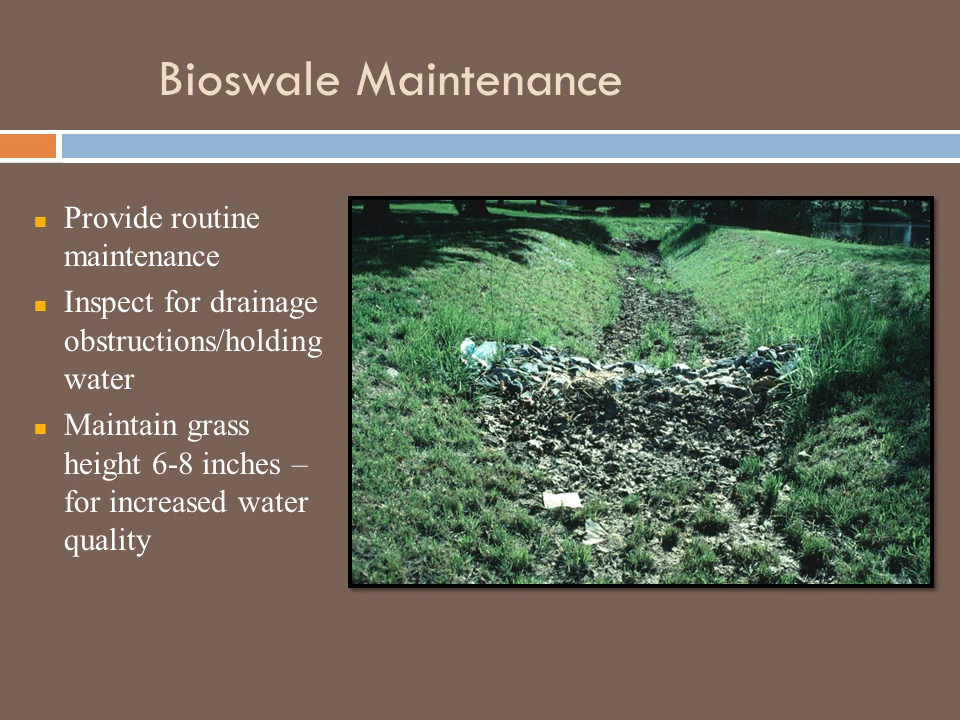 Bioswale Maintenance
Provide routine
maintenance
Inspect for drainage
obstructions/holding
water
Maintain grass
height 6-8 inches –
for increased water
quality